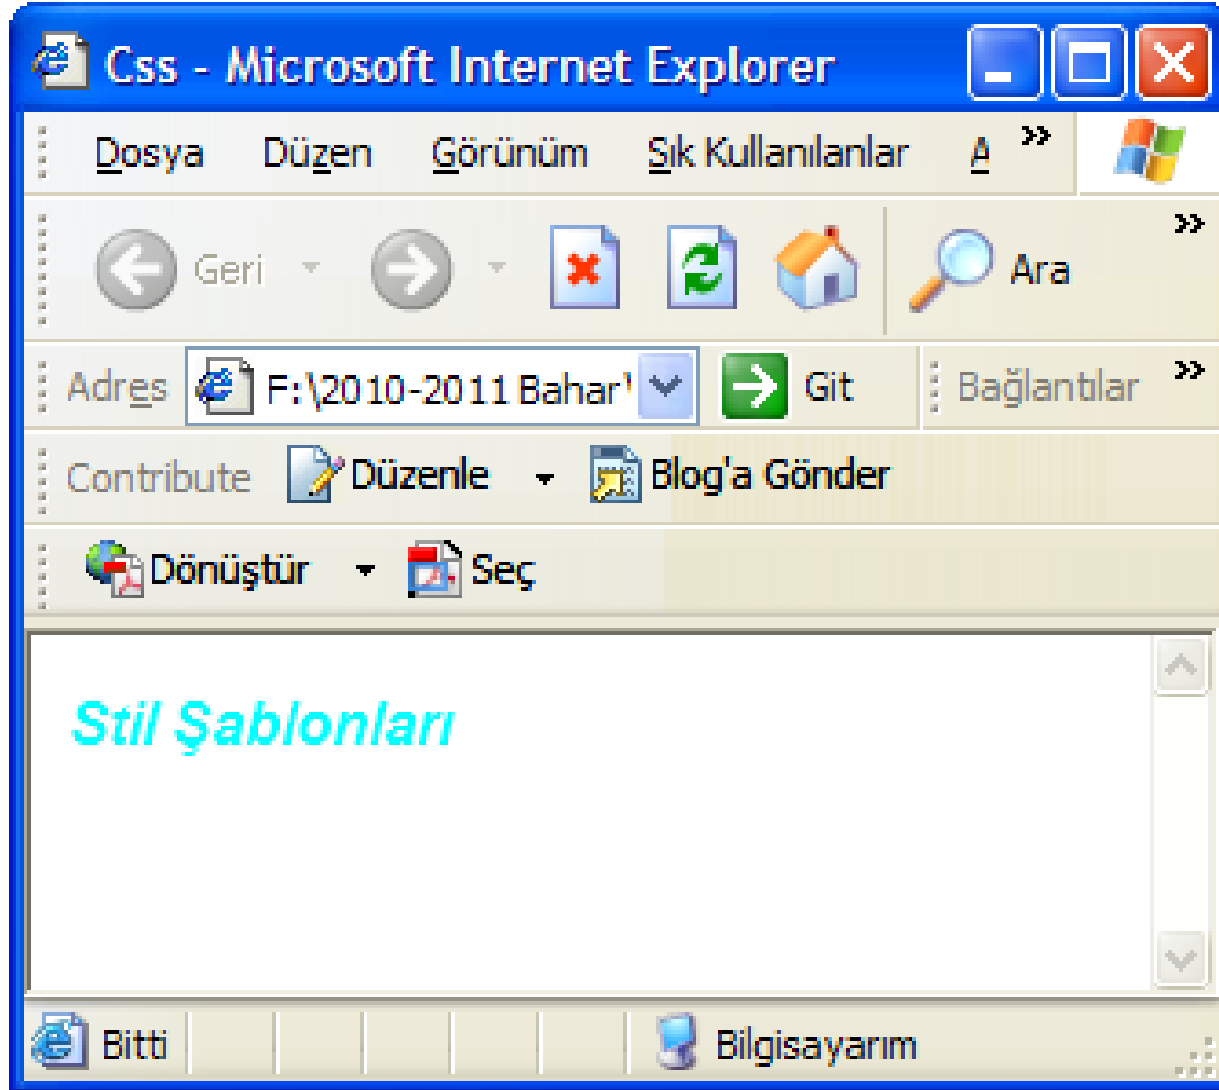 Css - Microsoft Internet Explorer
Dosya Düzen Görünüm Sık Kullanılanlar A »
Geri Ara »
Adres F:\2010-2011 Bahar\ Git Bağlantılar »
Contribute Düzenle Blog'a Gönder
Dönüştür Seç
Stil Şablonları
Bitti Bilgisayarım